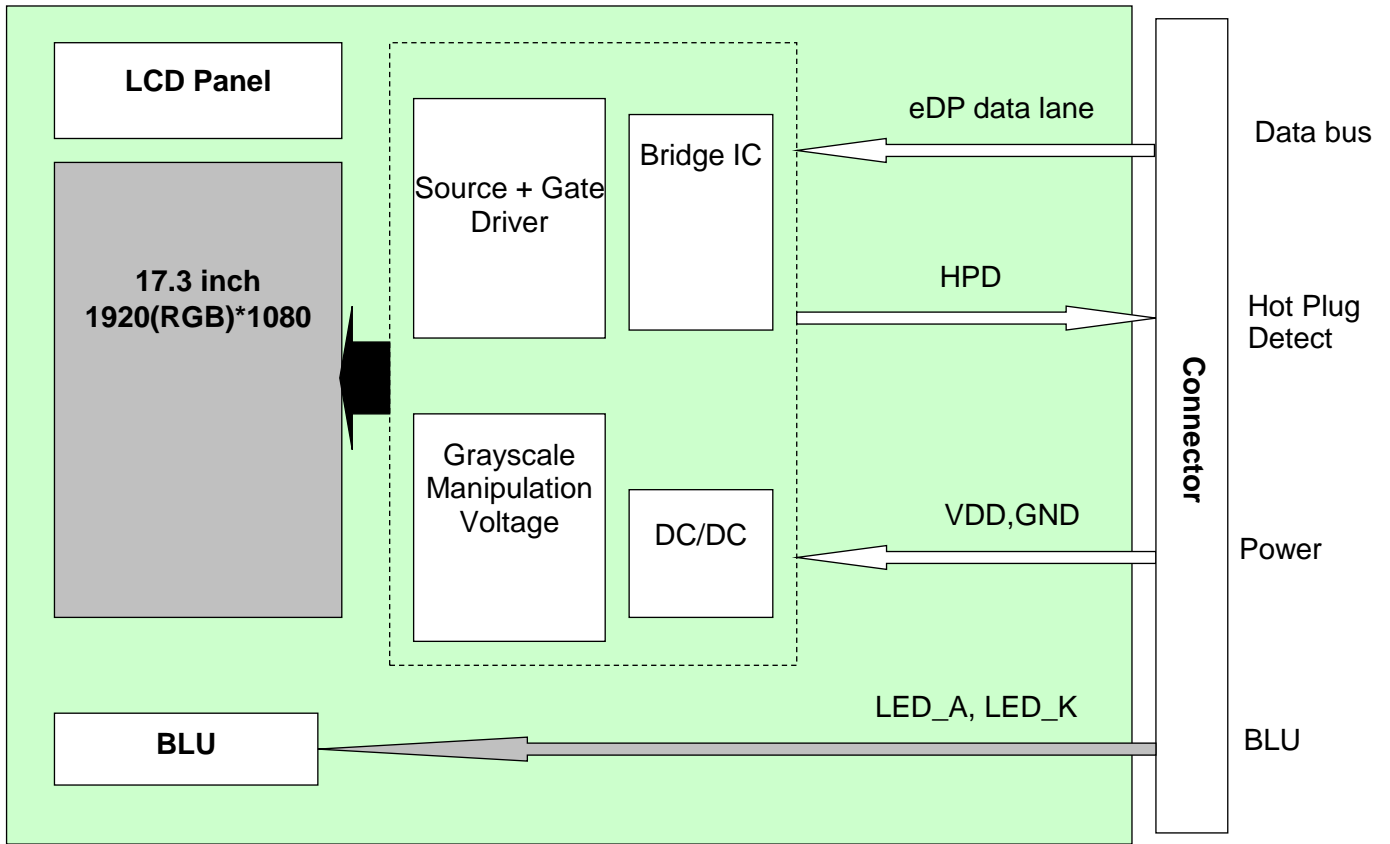 LCD Panel
17.3 inch
1920(RGB)*1080
Source + Gate
Driver
Bridge IC
Grayscale
Manipulation
Voltage
DC/DC
eDP data lane
HPD
VDD,GND
LED_A, LED_K
BLU
Connector
Data bus
Hot Plug
Detect
Power
BLU